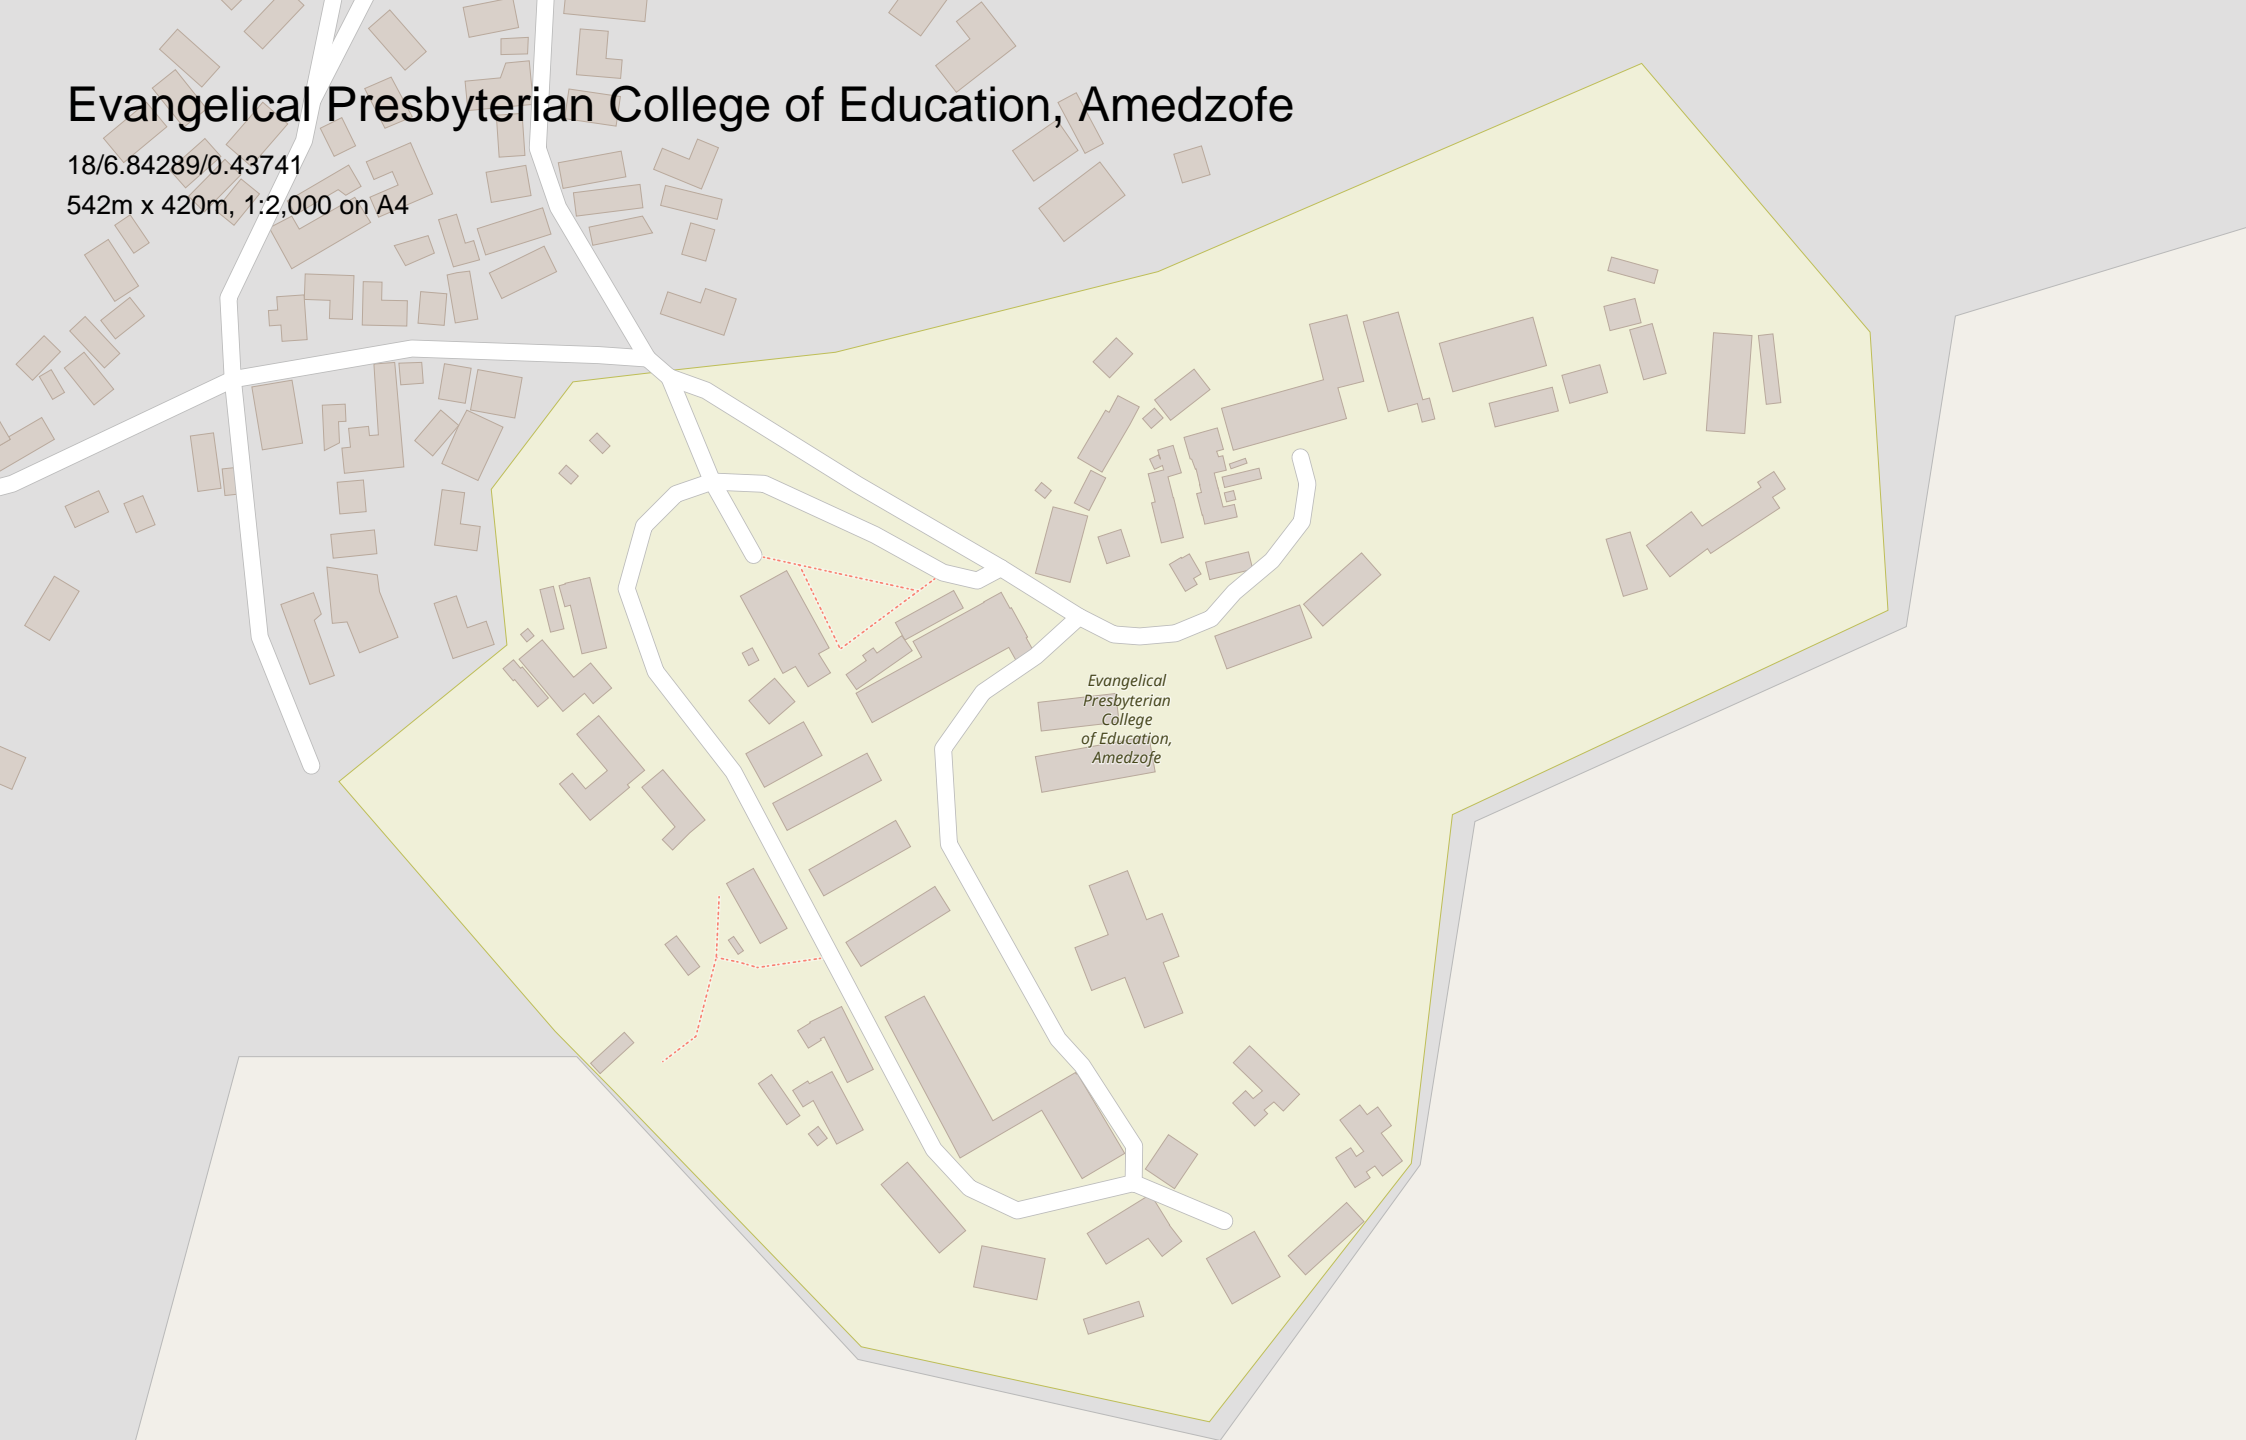 Evangelical Presbyterian College of Education, Amedzofe
18/6.84289/0.43741
542m x 420m, 1:2,000 on A4
Evangelical
Presbyterian
College
of Education,
Amedzofe